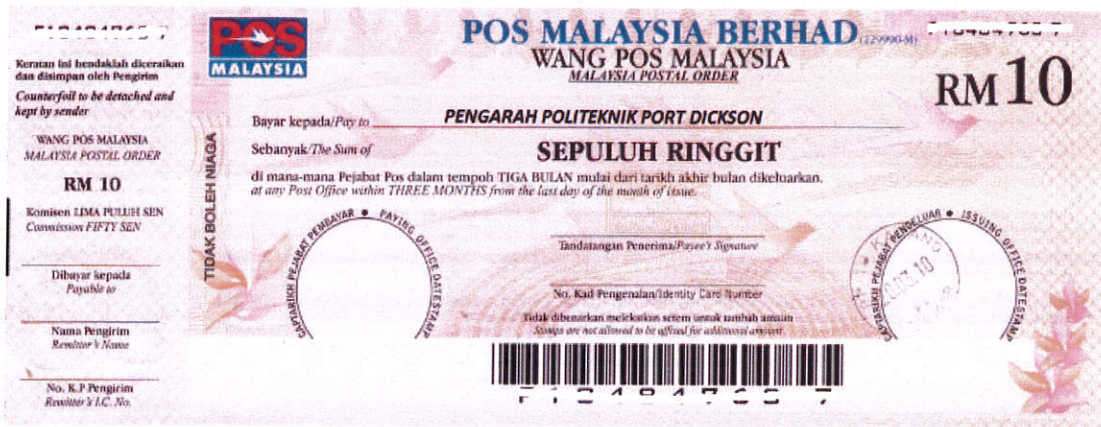 Keratan ini hendaklah diceraikan
dan disimpan oleh Pengirim
Counterfoil to be detached and
kept by sender
WANG POS MALAYSIA
MALAYSIA POSTAL ORDER
RM 10
Komisen LIMA PULUH SEN
Commission FIFTY SEN
Dibayar kepada
Payable to
Nama Pengirim
Remitter's Name
No. K.P Pengirim
Remitter's I.C. No.
TIDAK BOLEH NIAGA
POS
MALAYSIA
POS MALAYSIA BERHAD (229990-M)
WANG POS MALAYSIA
MALAYSIA POSTAL ORDER
RM 10
Bayar kepada/Pay to PENGARAH POLITEKNIK PORT DICKSON
Sebanyak/The Sum of SEPULUH RINGGIT
di mana-mana Pejabat Pos dalam tempoh TIGA BULAN mulai dari tarikh akhir bulan dikeluarkan.
at any Post Office within THREE MONTHS from the last day of the month of issue.
CAPTARIKH PEJABAT PEMBAYAR • PAYING OFFICE DATESTAMP
Tandatangan Penerima/Payee's Signature
No. Kad Pengenalan/Identity Card Number
Tidak dibenarkan melekatkan setem untuk tambah amaun
Stamps are not allowed to be affixed for additional amount
CAPTARIKH PEJABAT PENGELUAR • ISSUING OFFICE DATESTAMP